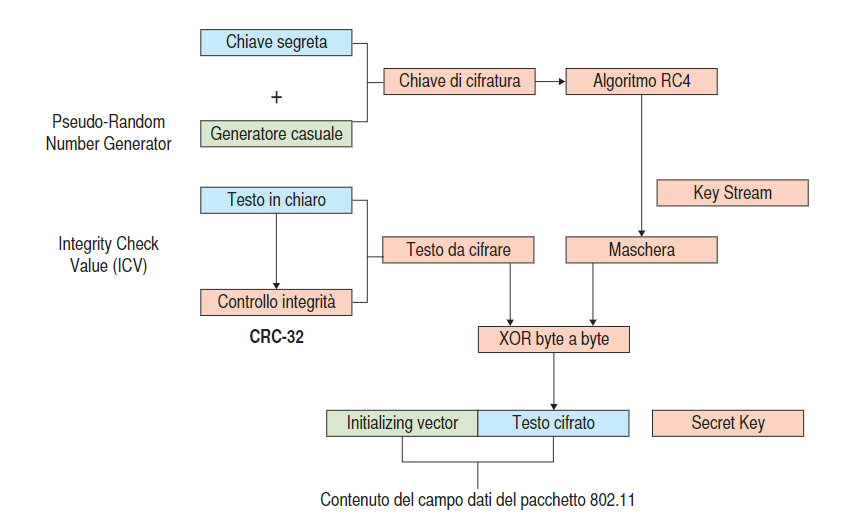 Chiave segreta
+
Chiave di cifratura
Algoritmo RC4
Pseudo-Random
Number Generator
Generatore casuale
Testo in chiaro
Key Stream
Integrity Check
Value (ICV)
Testo da cifrare
Maschera
Controllo integrità
CRC-32
XOR byte a byte
Initializing vector
Testo cifrato
Secret Key
Contenuto del campo dati del pacchetto 802.11